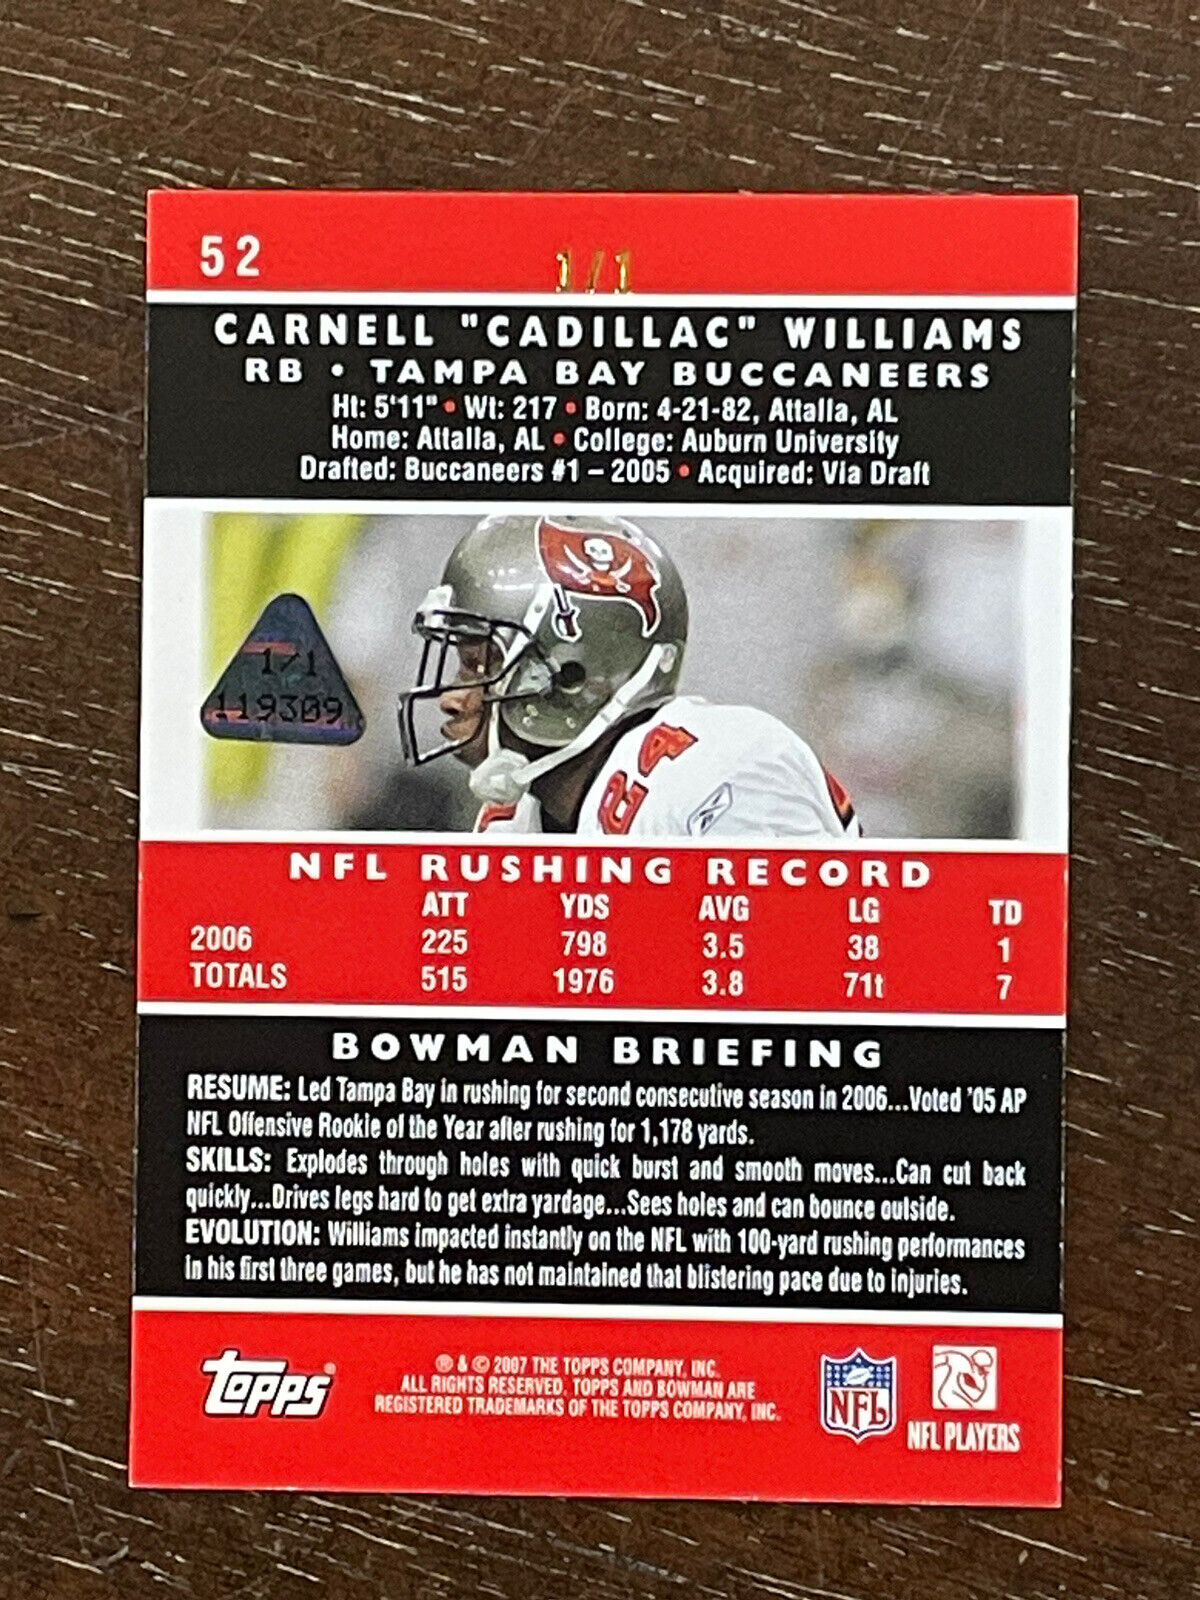 52
1/1
CARNELL "CADILLAC" WILLIAMS
RB • TAMPA BAY BUCCANEERS
Ht: 5'11" • Wt: 217 • Born: 4-21-82, Attalla, AL
Home: Attalla, AL • College: Auburn University
Drafted: Buccaneers #1 – 2005 • Acquired: Via Draft
1/1
119309
24
NFL RUSHING RECORD
ATT YDS AVG LG TD
2006 225 798 3.5 38 1
TOTALS 515 1976 3.8 71t 7
BOWMAN BRIEFING
RESUME: Led Tampa Bay in rushing for second consecutive season in 2006...Voted '05 AP
NFL Offensive Rookie of the Year after rushing for 1,178 yards.
SKILLS: Explodes through holes with quick burst and smooth moves...Can cut back
quickly...Drives legs hard to get extra yardage...Sees holes and can bounce outside.
EVOLUTION: Williams impacted instantly on the NFL with 100-yard rushing performances
in his first three games, but he has not maintained that blistering pace due to injuries.
Topps®
® & © 2007 THE TOPPS COMPANY, INC.
ALL RIGHTS RESERVED. TOPPS AND BOWMAN ARE
REGISTERED TRADEMARKS OF THE TOPPS COMPANY, INC.
NFL
NFL PLAYERS